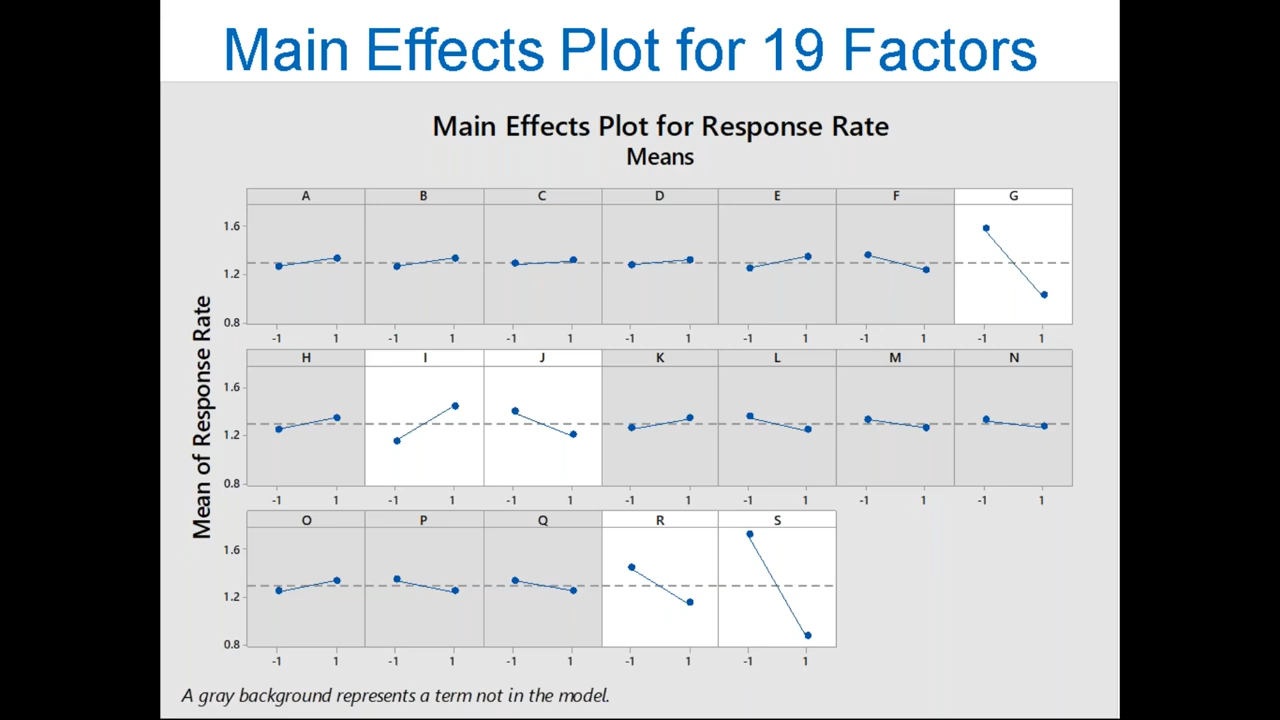 Main Effects Plot for 19 Factors
Main Effects Plot for Response Rate
Means
A B C D E F G
1.6
1.2
0.8
-1 1 -1 1 -1 1 -1 1 -1 1 -1 1 -1 1
H I J K L M N
1.6
1.2
0.8
-1 1 -1 1 -1 1 -1 1 -1 1 -1 1 -1 1
O P Q R S
1.6
1.2
0.8
-1 1 -1 1 -1 1 -1 1 -1 1
Mean of Response Rate
A gray background represents a term not in the model.